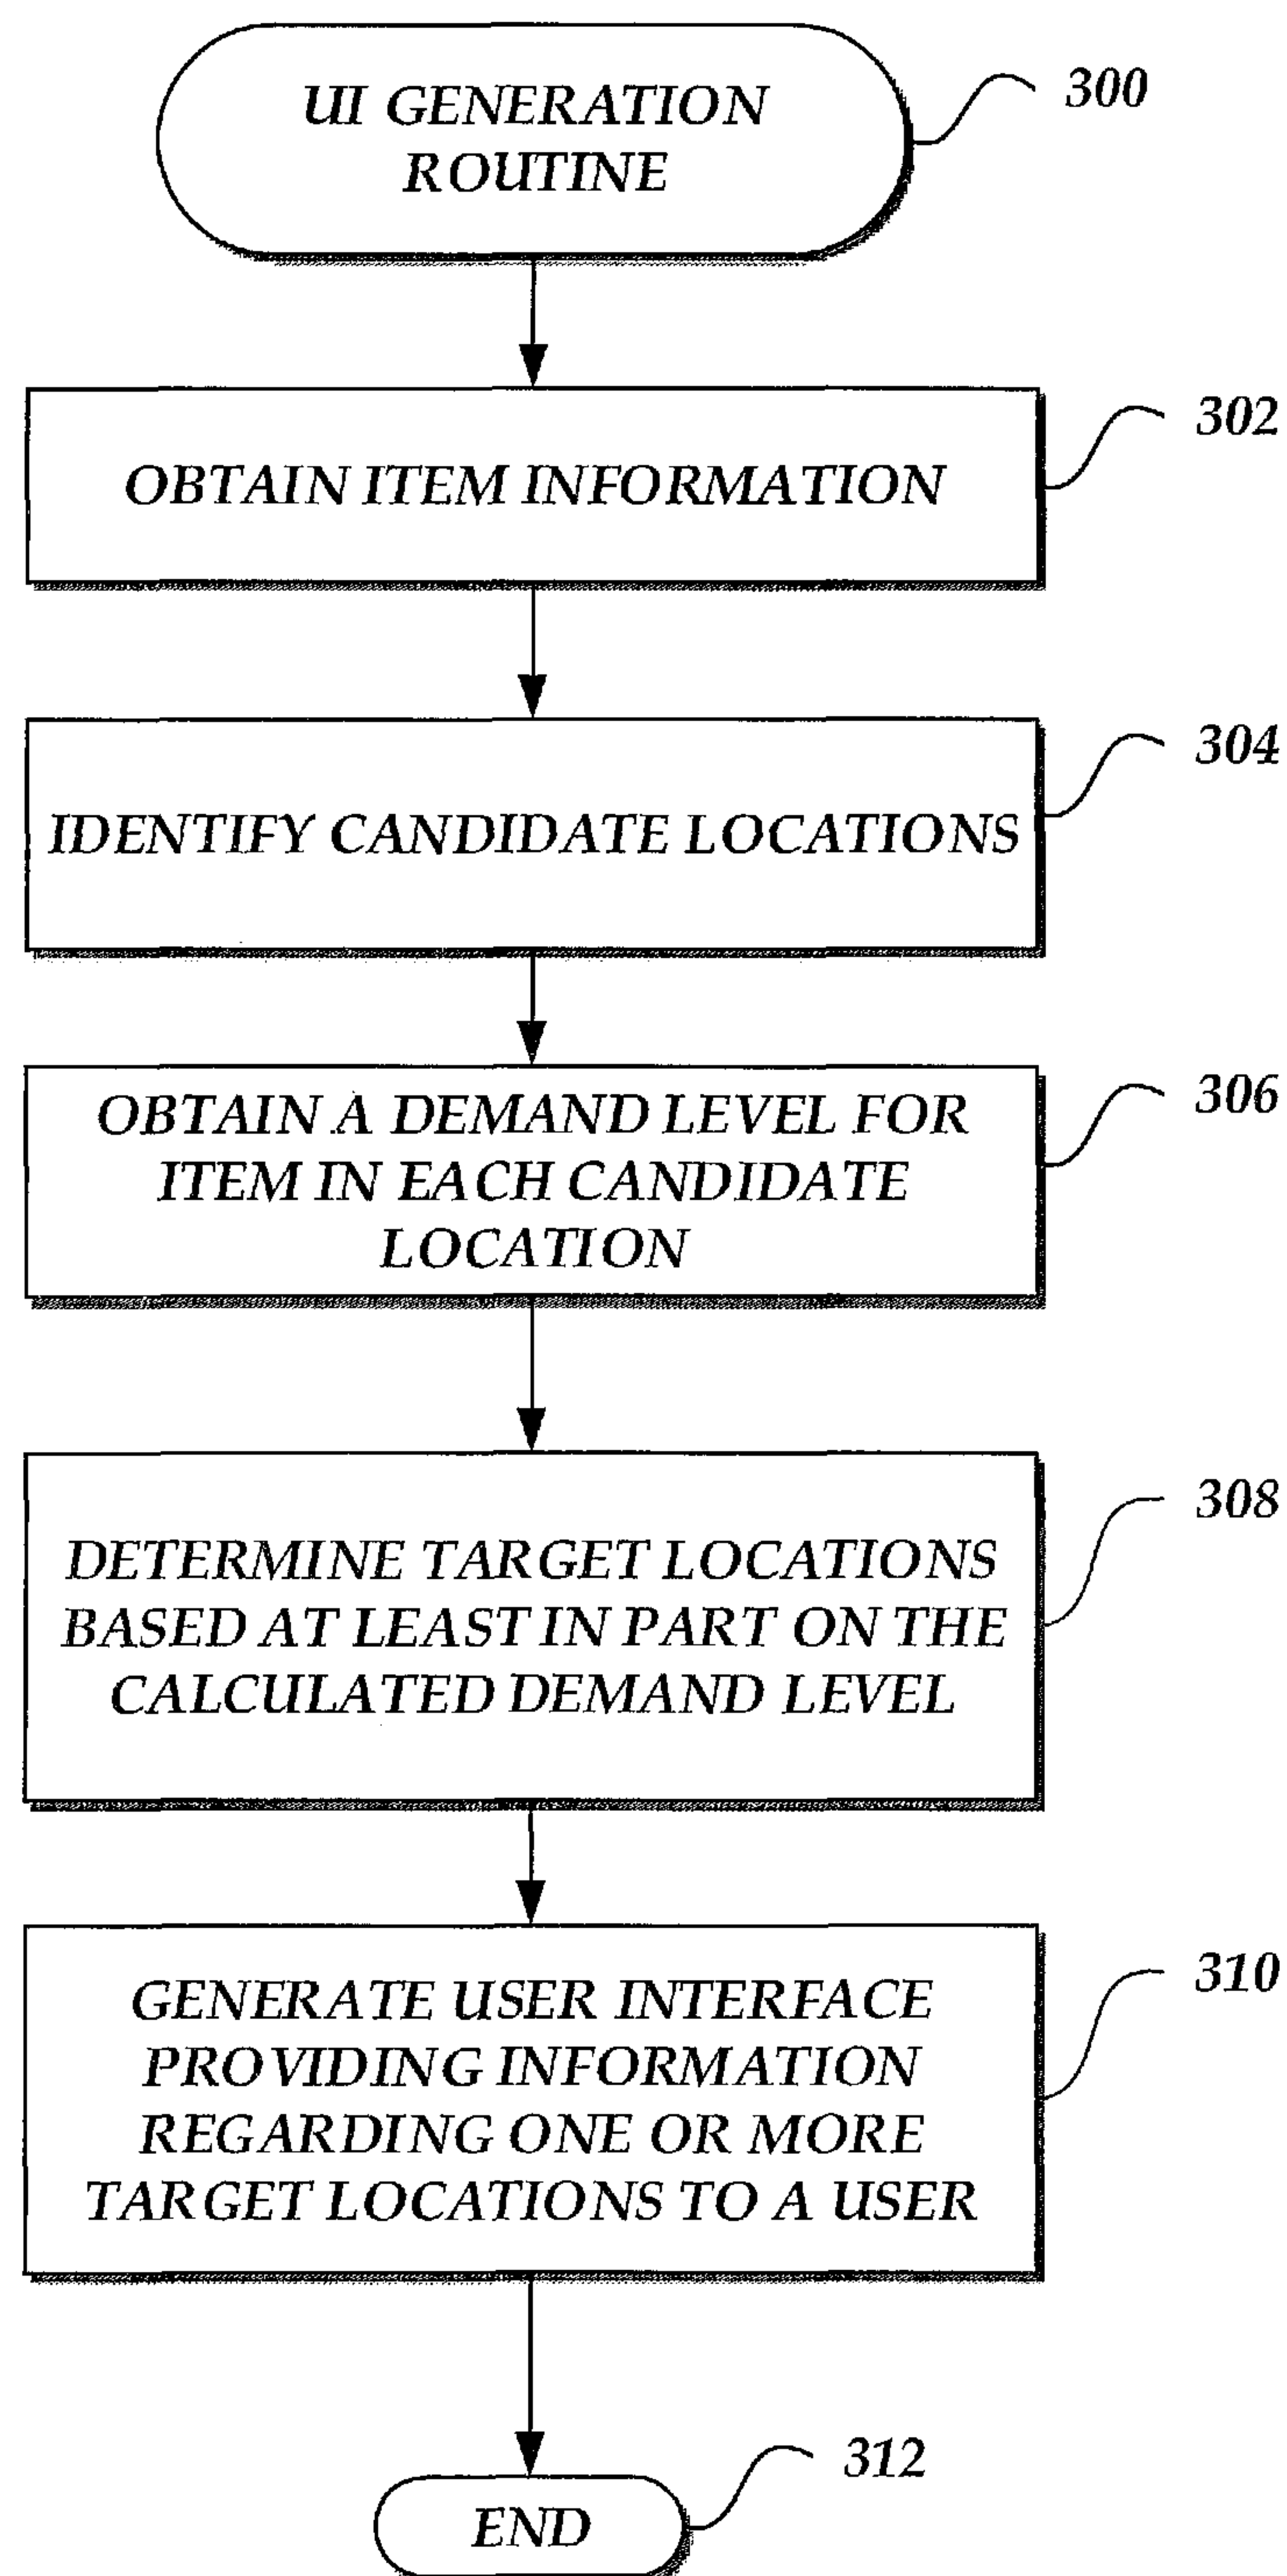 UI GENERATION
ROUTINE
300
302
OBTAIN ITEM INFORMATION
304
IDENTIFY CANDIDATE LOCATIONS
306
OBTAIN A DEMAND LEVEL FOR
ITEM IN EACH CANDIDATE
LOCATION
308
DETERMINE TARGET LOCATIONS
BASED AT LEAST IN PART ON THE
CALCULATED DEMAND LEVEL
310
GENERATE USER INTERFACE
PROVIDING INFORMATION
REGARDING ONE OR MORE
TARGET LOCATIONS TO A USER
312
END